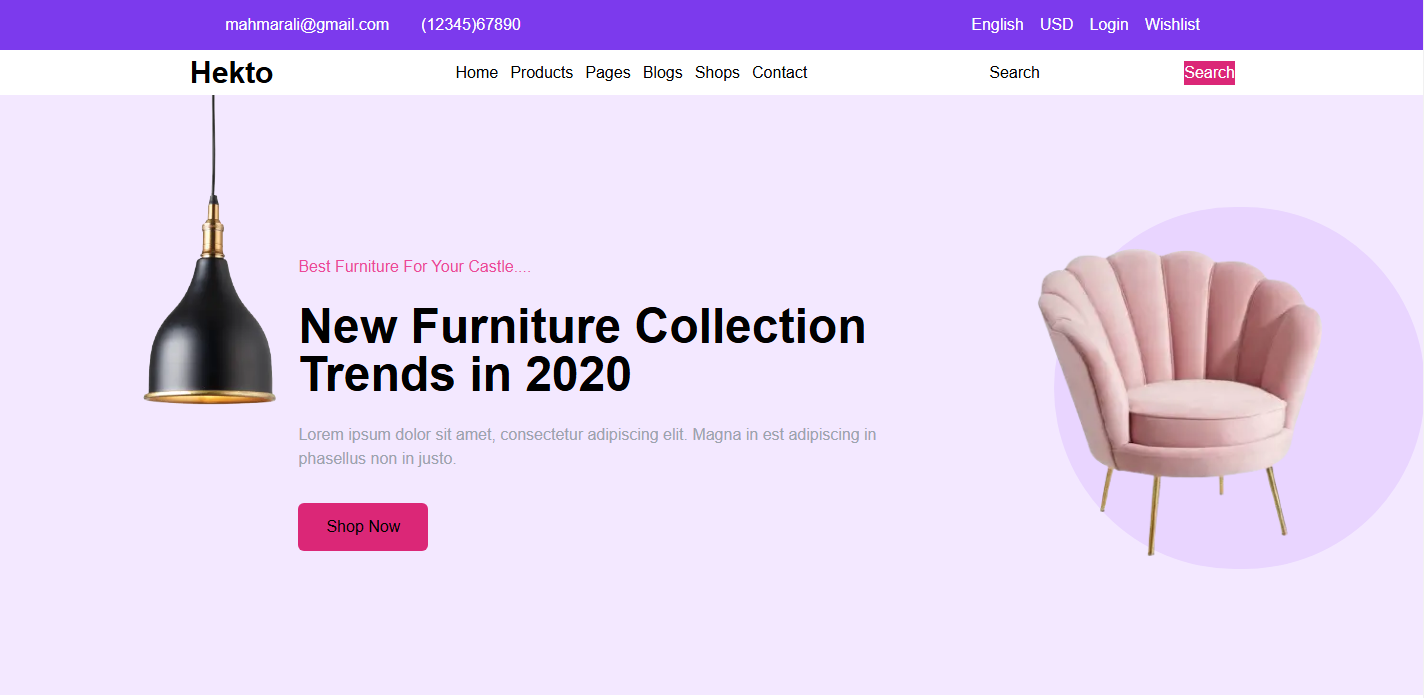 mahmarali@gmail.com (12345)67890 English USD Login Wishlist
Hekto Home Products Pages Blogs Shops Contact Search Search
Best Furniture For Your Castle....
New Furniture Collection
Trends in 2020
Lorem ipsum dolor sit amet, consectetur adipiscing elit. Magna in est adipiscing in
phasellus non in justo.
Shop Now